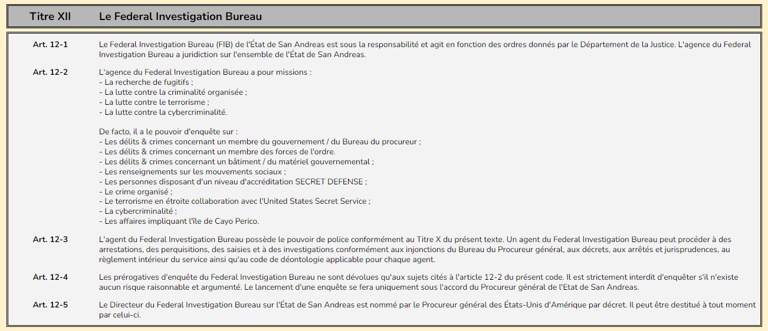 Titre XII Le Federal Investigation Bureau
Art. 12-1 Le Federal Investigation Bureau (FIB) de l'État de San Andreas est sous la responsabilité et agit en fonction des ordres donnés par le Département de la Justice. L'agence du Federal
Investigation Bureau a juridiction sur l'ensemble de l'État de San Andreas.
Art. 12-2 L'agence du Federal Investigation Bureau a pour missions :
- La recherche de fugitifs ;
- La lutte contre la criminalité organisée ;
- La lutte contre le terrorisme ;
- La lutte contre la cybercriminalité.
De facto, il a le pouvoir d'enquête sur :
- Les délits & crimes concernant un membre du gouvernement / du Bureau du procureur ;
- Les délits & crimes concernant un membre des forces de l'ordre.
- Les délits & crimes concernant un bâtiment / du matériel gouvernemental ;
- Les renseignements sur les mouvements sociaux ;
- Les personnes disposant d'un niveau d'accréditation SECRET DEFENSE ;
- Le crime organisé ;
- Le terrorisme en étroite collaboration avec l'United States Secret Service ;
- La cybercriminalité ;
- Les affaires impliquant l'île de Cayo Perico.
Art. 12-3 L'agent du Federal Investigation Bureau possède le pouvoir de police conformément au Titre X du présent texte. Un agent du Federal Investigation Bureau peut procéder à des
arrestations, des perquisitions, des saisies et à des investigations conformément aux injonctions du Bureau du Procureur général, aux décrets, aux arrêtés et jurisprudences, au
règlement intérieur du service ainsi qu'au code de déontologie applicable pour chaque agent.
Art. 12-4 Les prérogatives d'enquête du Federal Investigation Bureau ne sont dévolues qu'aux sujets cités à l'article 12-2 du présent code. Il est strictement interdit d'enquêter s'il n'existe
aucun risque raisonnable et argumenté. Le lancement d'une enquête se fera uniquement sous l'accord du Procureur général de l'Etat de San Andreas.
Art. 12-5 Le Directeur du Federal Investigation Bureau sur l'État de San Andreas est nommé par le Procureur général des États-Unis d'Amérique par décret. Il peut être destitué à tout moment
par celui-ci.